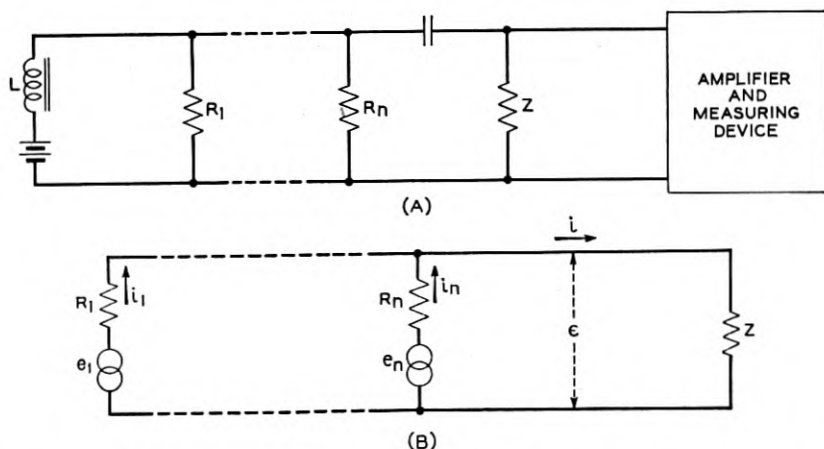 L
R1
Rn
Z
AMPLIFIER
AND
MEASURING
DEVICE
(A)
i
R1
i1
Rn
in
ϵ
Z
e1
en
(B)